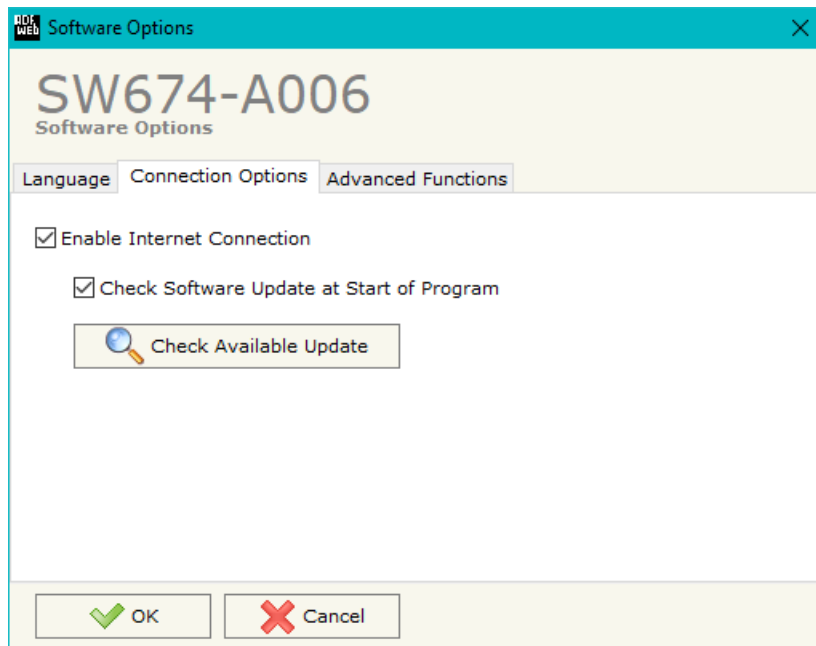 ADF
WEB
Software Options
SW674-A006
Software Options
Language Connection Options Advanced Functions
Enable Internet Connection
Check Software Update at Start of Program
Check Available Update
OK Cancel